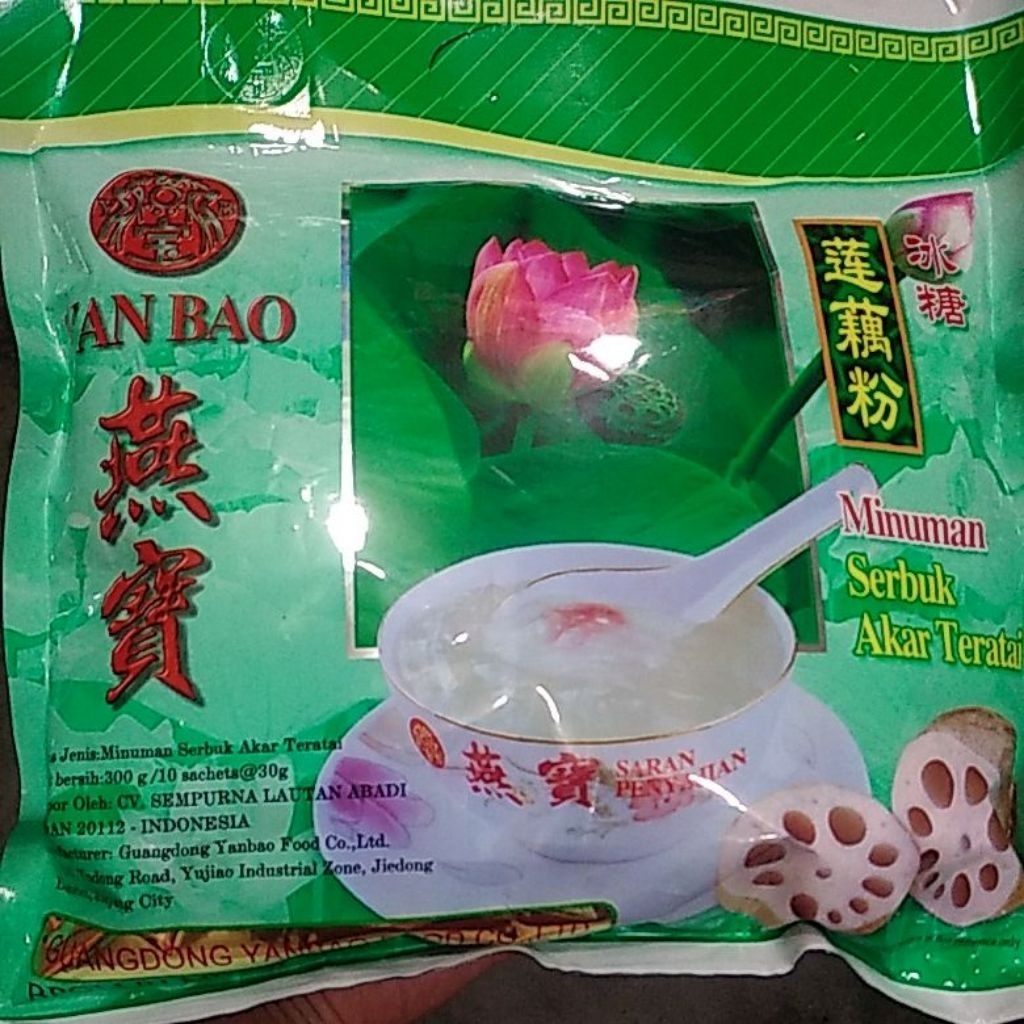 AN BAO
燕
寶
莲藕粉
冰糖
Minuman
Serbuk
Akar Teratai
燕寶 SARAN
PENYAJIAN
Jenis:Minuman Serbuk Akar Teratai
bersih:300 g/10 sachets@30g
Oleh: CV. SEMPURNA LAUTAN ABADI
20112 - INDONESIA
Guangdong Yanbao Food Co.,Ltd.
Road, Yujiao Industrial Zone, Jiedong
City
GUANGDONG